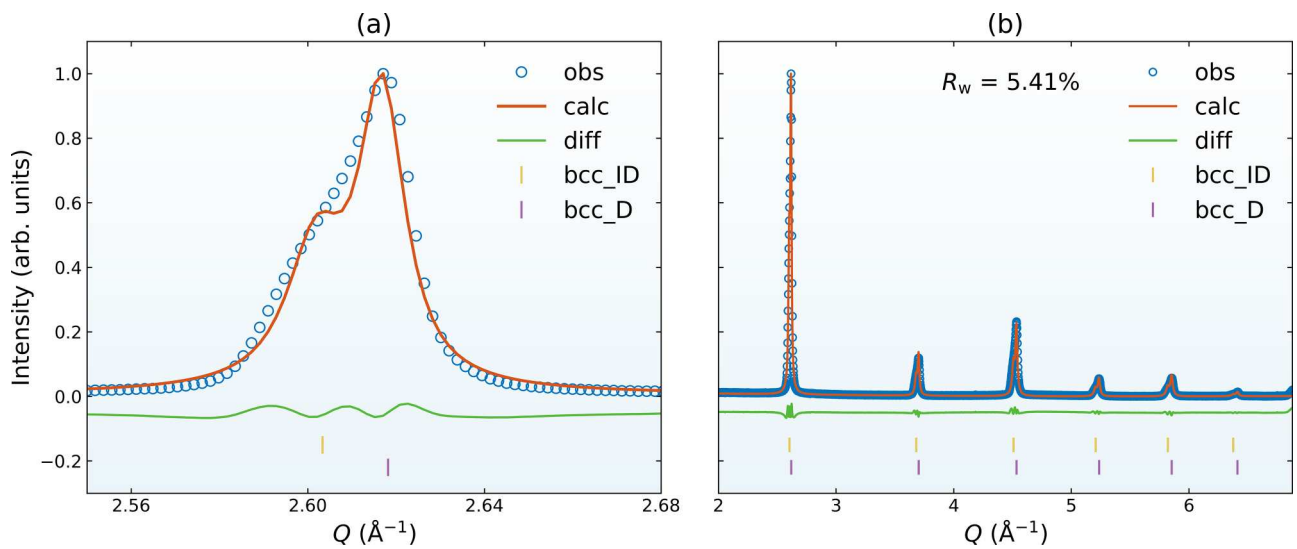 (a)
Intensity (arb. units)
1.0
0.8
0.6
0.4
0.2
0.0
−0.2
obs
calc
diff
bcc_ID
bcc_D
2.56
2.60
2.64
2.68
Q (Å⁻¹)
(b)
R_w = 5.41%
obs
calc
diff
bcc_ID
bcc_D
2
3
4
5
6
Q (Å⁻¹)